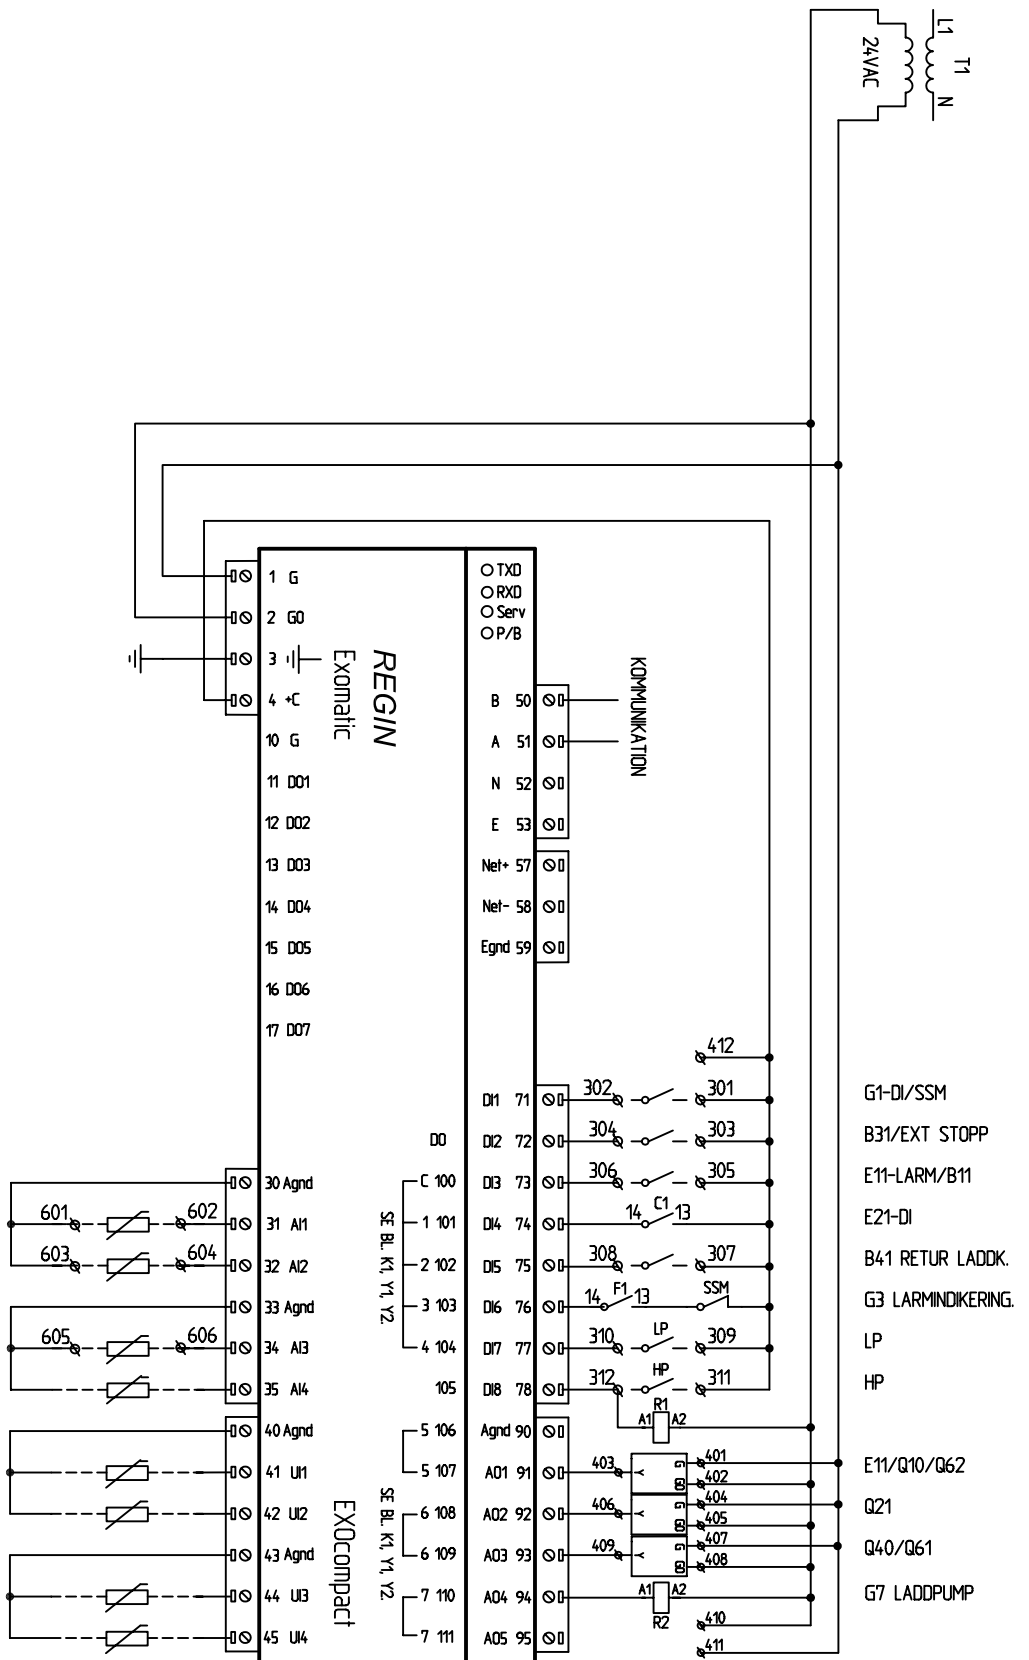 L1
T1
N
24VAC
TXD
RXD
Serv
P/B
REGIN
Exomatic
KOMMUNIKATION
1 G
2 G0
3
4 +C
10 G
11 DO1
12 DO2
13 DO3
14 DO4
15 DO5
16 DO6
17 DO7
B 50
A 51
N 52
E 53
Net+ 57
Net- 58
Egnd 59
412
302 301
DI1 71
G1-DI/SSM
304 303
DO
DI2 72
B31/EXT STOPP
306 305
30 Agnd
C 100
DI3 73
E11-LARM/B11
601 602
31 AI1
1 101
DI4 74
14 C1 13
E21-DI
603 604
32 AI2
2 102
DI5 75
308 307
B41 RETUR LADDK.
33 Agnd
3 103
DI6 76
14 F1 13
SSM
G3 LARMINDIKERING.
605 606
34 AI3
4 104
DI7 77
310 LP 309
LP
35 AI4
105
DI8 78
312 HP 311
HP
SE BL. K1, Y1, Y2.
A1 R1 A2
40 Agnd
5 106
Agnd 90
41 UI1
5 107
AO1 91
403 Y G 401
G0 402
E11/Q10/Q62
42 UI2
6 108
AO2 92
406 Y G 404
G0 405
Q21
43 Agnd
6 109
AO3 93
409 Y G 407
G0 408
Q40/Q61
44 UI3
7 110
AO4 94
A1 R2 A2
G7 LADDPUMP
45 UI4
7 111
AO5 95
410
411
SE BL. K1, Y1, Y2.
EXOcompact